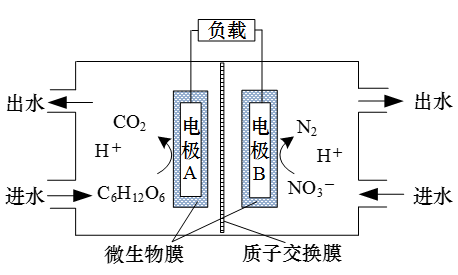 负载
出水
出水
CO₂
电极A
电极B
N₂
H⁺
H⁺
进水
C₆H₁₂O₆
NO₃⁻
进水
微生物膜
质子交换膜